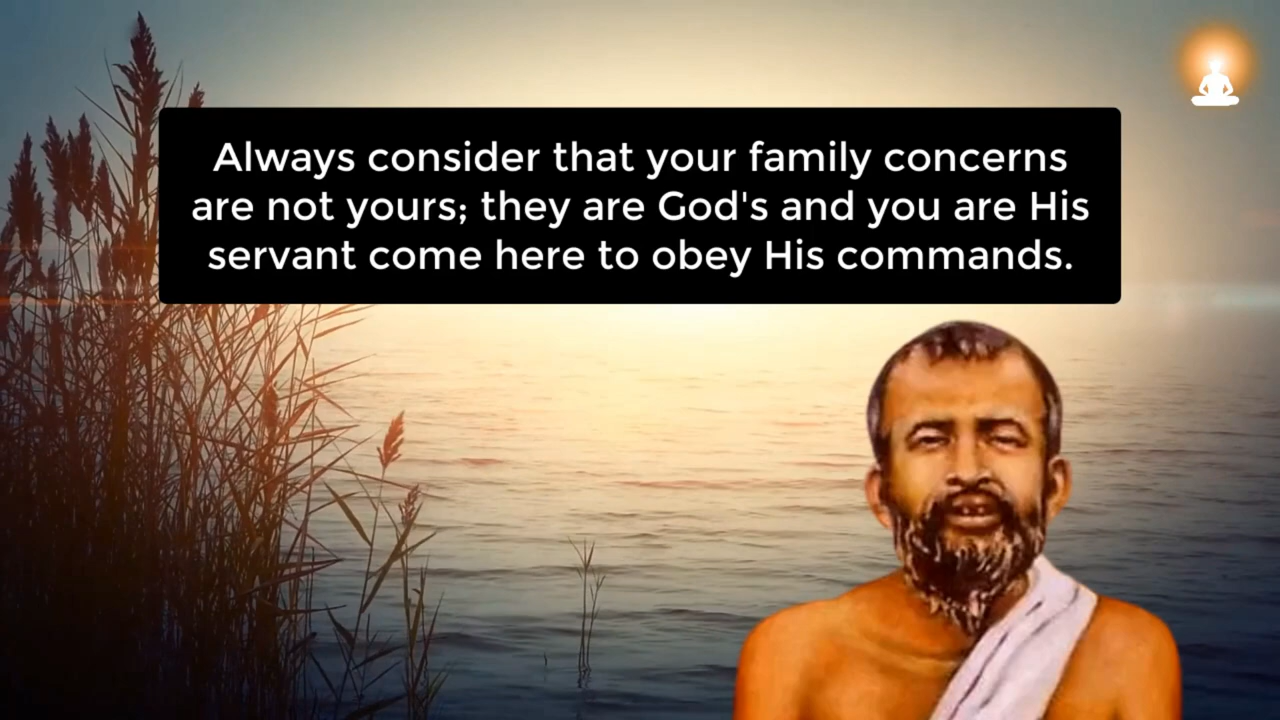 Always consider that your family concerns
are not yours; they are God's and you are His
servant come here to obey His commands.